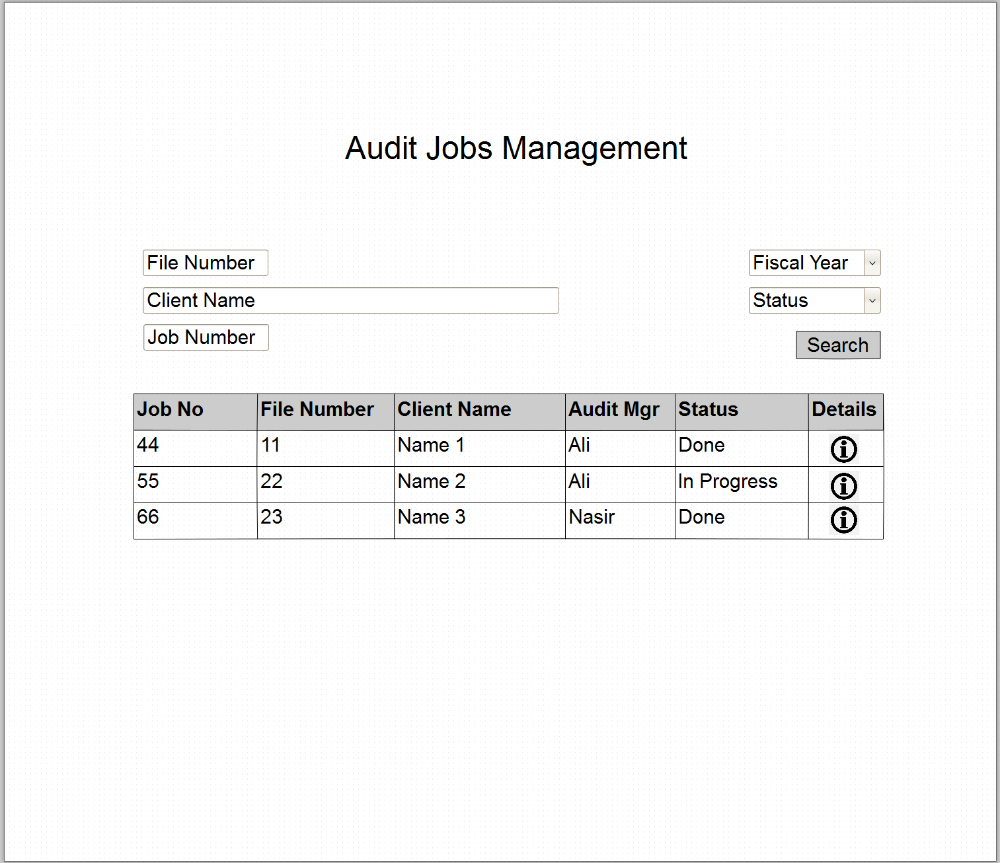 Audit Jobs Management
File Number
Fiscal Year
Client Name
Status
Job Number
Search
Job No File Number Client Name Audit Mgr Status Details
44 11 Name 1 Ali Done
55 22 Name 2 Ali In Progress
66 23 Name 3 Nasir Done